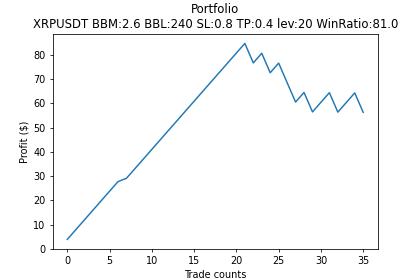 Portfolio
XRPUSDT BBM:2.6 BBL:240 SL:0.8 TP:0.4 lev:20 WinRatio:81.0
Profit ($)
80
70
60
50
40
30
20
10
0
0 5 10 15 20 25 30 35
Trade counts